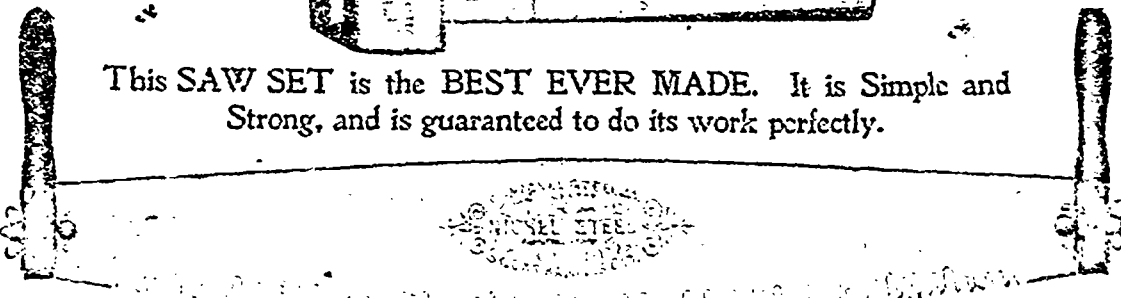 This SAW SET is the BEST EVER MADE. It is Simple and
Strong, and is guaranteed to do its work perfectly.
NICKEL STEEL